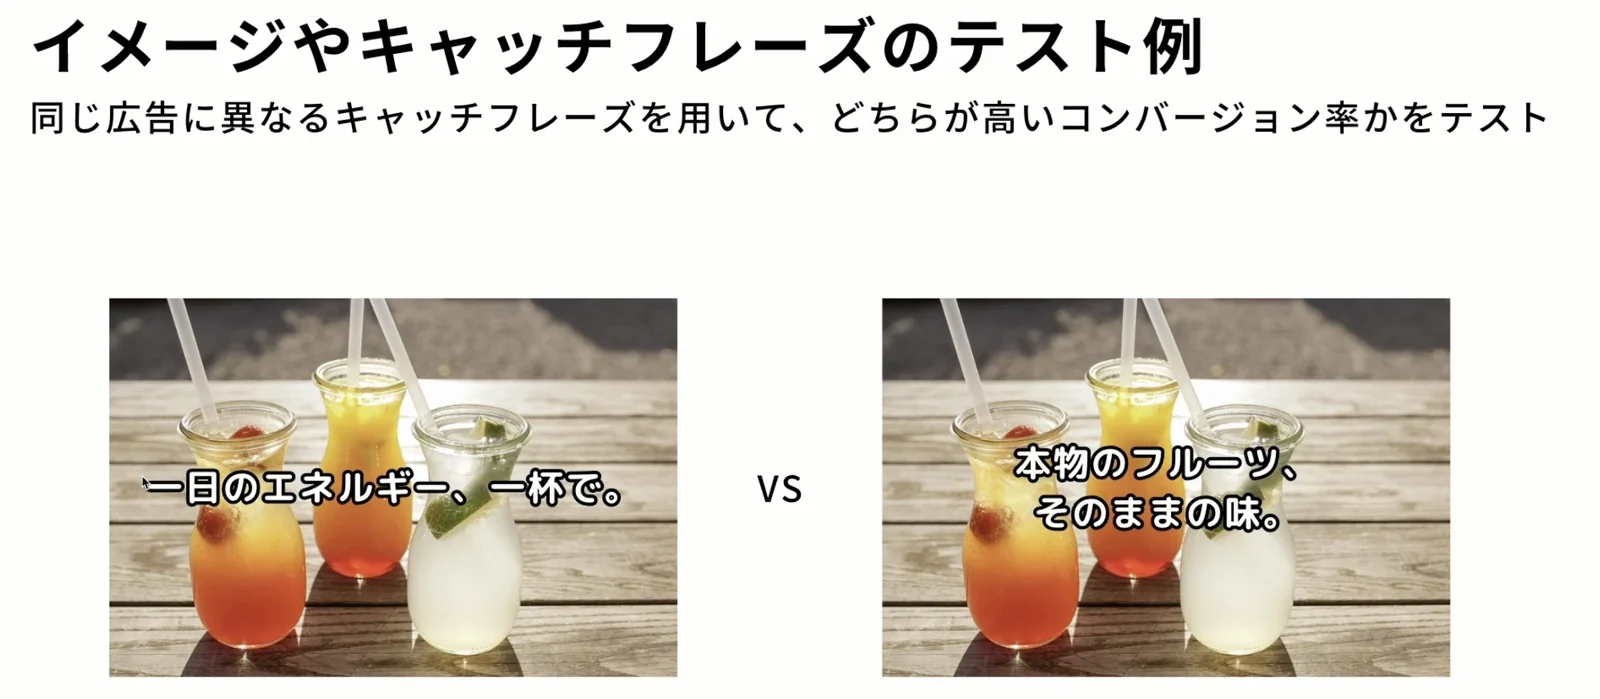 イメージやキャッチフレーズのテスト例
同じ広告に異なるキャッチフレーズを用いて、どちらが高いコンバージョン率かをテスト
一日のエネルギー、一杯で。
vs
本物のフルーツ、
そのままの味。